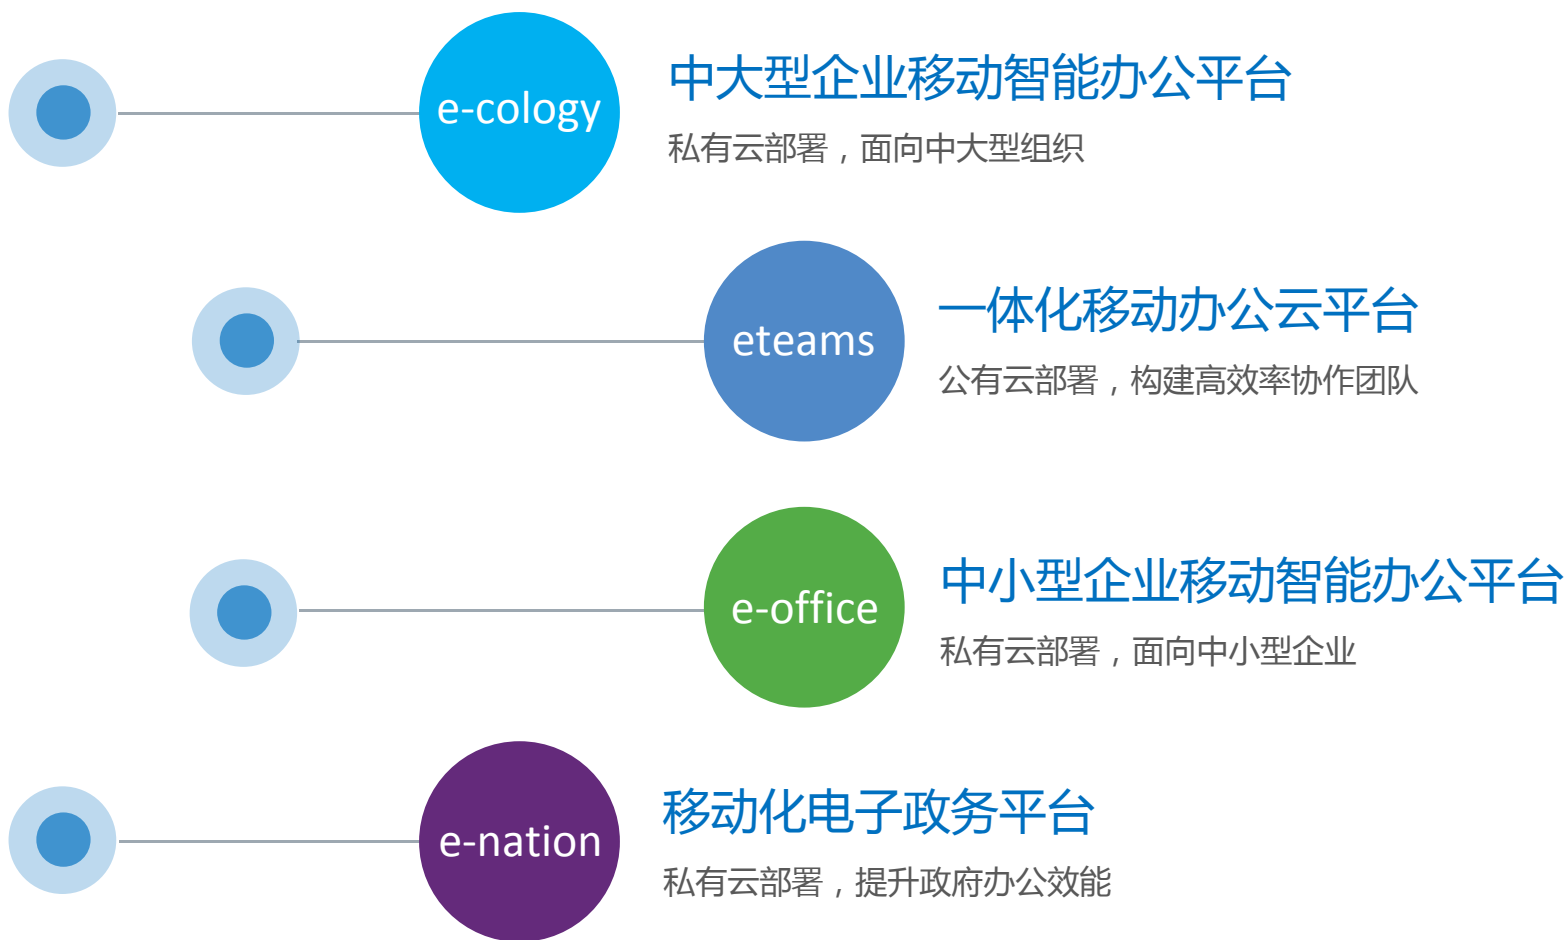 e-cology
中大型企业移动智能办公平台
私有云部署，面向中大型组织
eteams
一体化移动办公云平台
公有云部署，构建高效率协作团队
e-office
中小型企业移动智能办公平台
私有云部署，面向中小型企业
e-nation
移动化电子政务平台
私有云部署，提升政府办公效能